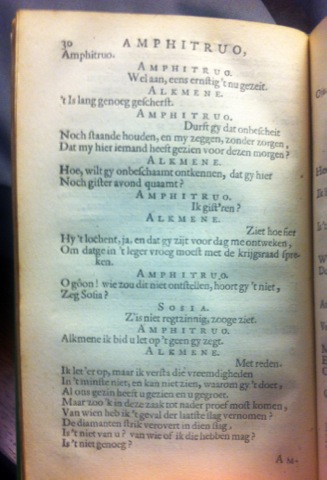 30 AMPHITRUO,
Amphitruo.
AMPHITRUO.
Wel aan, eens ernstig 't nu gezeit.
ALKMENE.
't Is lang genoeg gescherst.
AMPHITRUO.
Durft gy dat onbescheit
Noch staande houden, en my zeggen, zonder zorgen,
Dat my hier iemand heeft gezien voor dezen morgen?
ALKMENE.
Hoe, wilt gy onbeschaamt ontkennen, dat gy hier
Noch gister avond quaamt?
AMPHITRUO.
Ik gist'ren?
ALKMENE.
Ziet hoe fier
Hy 't lochent, ja, en dat gy zijt voor dag me ontweken,
Om datge in 't leger vroeg moest met de krijgsraad spre-
ken.
AMPHITRUO.
O gôon! wie zou dit niet ontstellen, hoort gy 't niet,
Zeg Sosia?
SOSIA.
Z'is niet regtzinnig, zooge ziet.
AMPHITRUO.
Alkmene ik bid u let op 't geen gy zegt.
ALKMENE.
Met reden.
Ik let 'er op, maar ik versta die vreemdigheden
In 't minste niet, en kan niet zien, waarom gy 't doet,
Al ons gezin heeft u gezien en u gegroet.
Maar zoo 'k in deze zaak tot nader proef most komen,
Van wien heb ik 't geval der laatste slag vernomen?
De diamanten strik verovert in dien slag.
Is 't niet van u? van wie of ik die hebben mag?
Is 't niet genoeg?
AM-